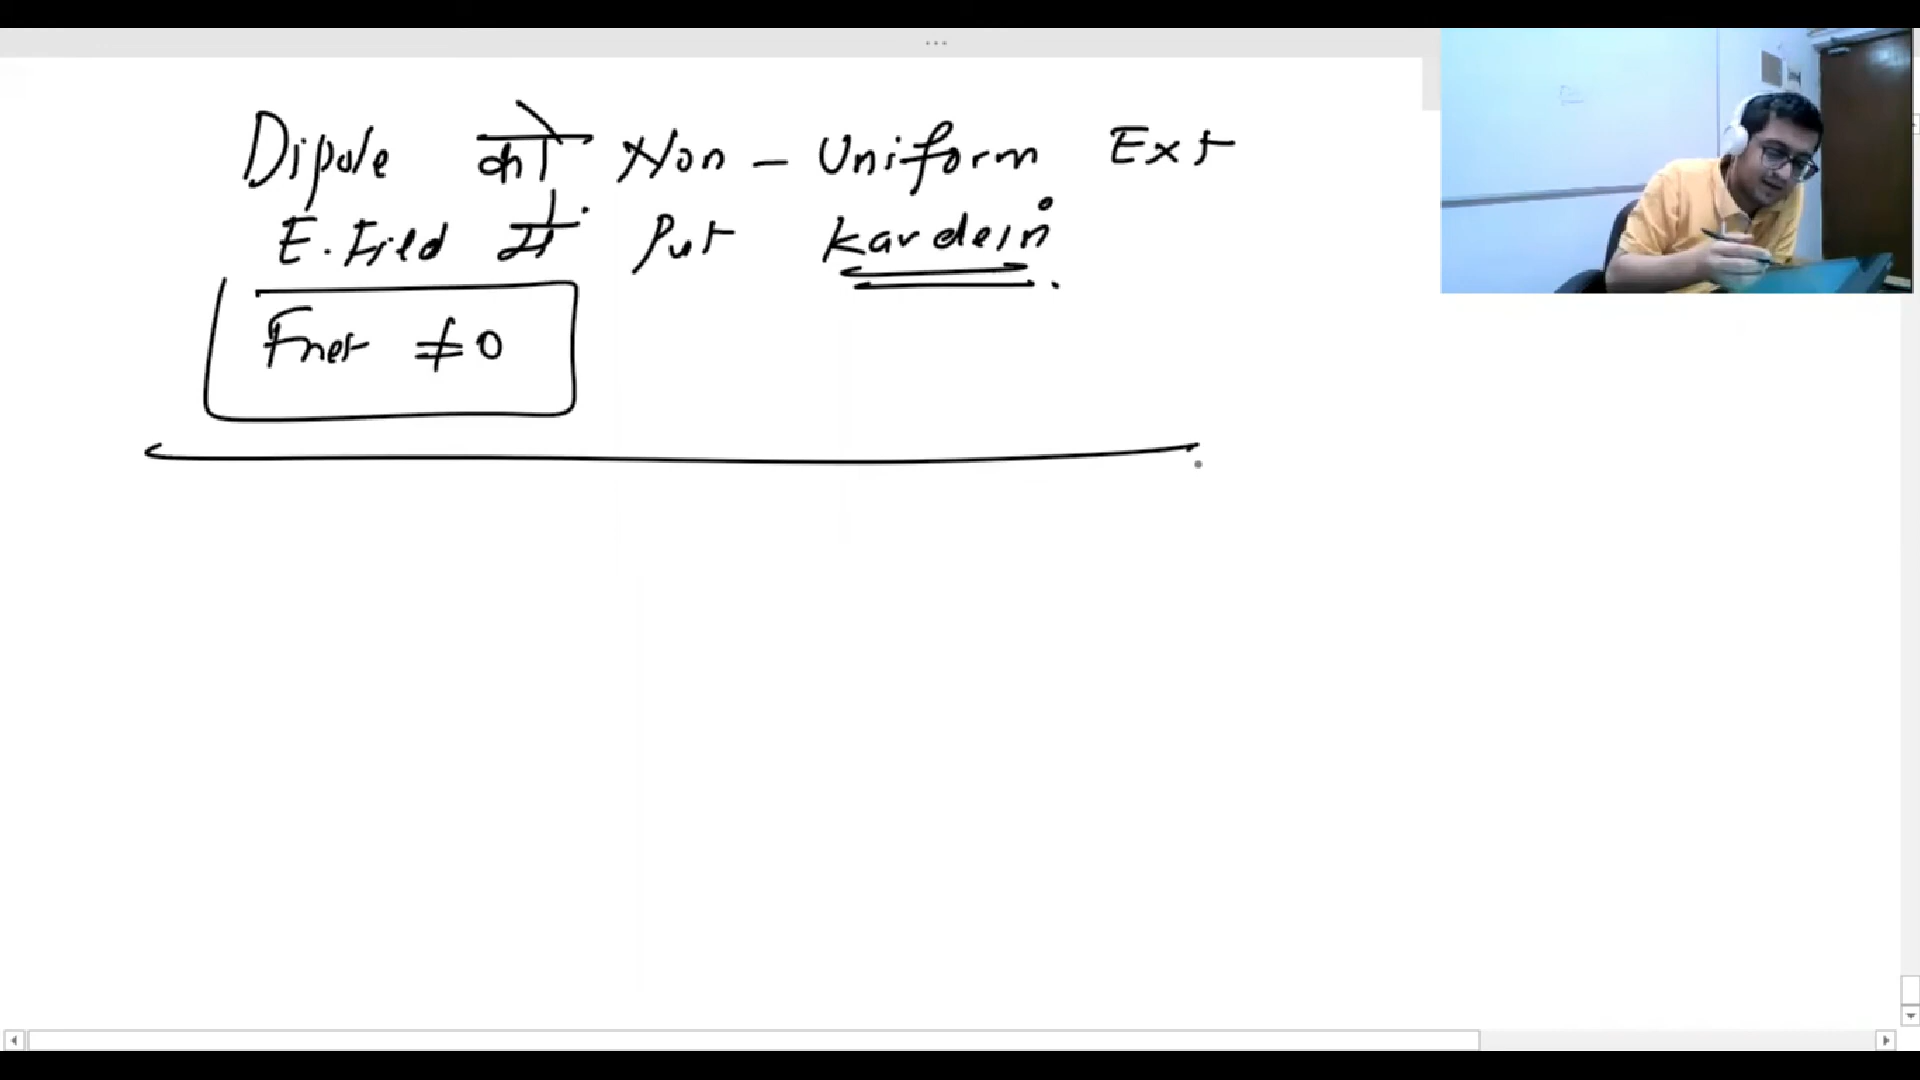 Dipole को Non - Uniform Ext
E. Field में Put kardein.
Fnet ≠ 0